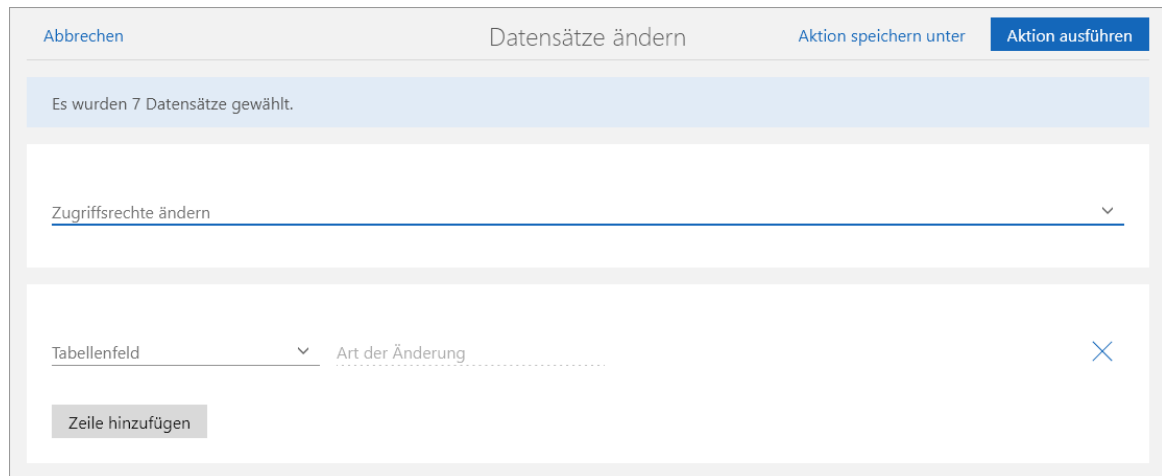 Abbrechen Datensätze ändern Aktion speichern unter Aktion ausführen
Es wurden 7 Datensätze gewählt.
Zugriffsrechte ändern
Tabellenfeld Art der Änderung
Zeile hinzufügen